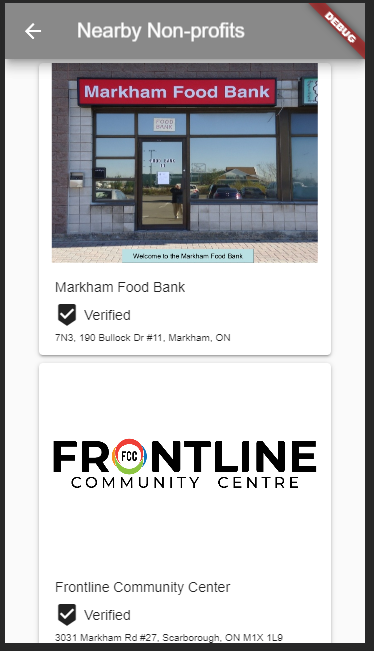 Nearby Non-profits
DEBUG
Markham Food Bank
FOOD
BANK
Welcome to the Markham Food Bank
Markham Food Bank
Verified
7N3, 190 Bullock Dr #11, Markham, ON
FRONTLINE
FCC
COMMUNITY CENTRE
Frontline Community Center
Verified
3031 Markham Rd #27, Scarborough, ON M1X 1L9